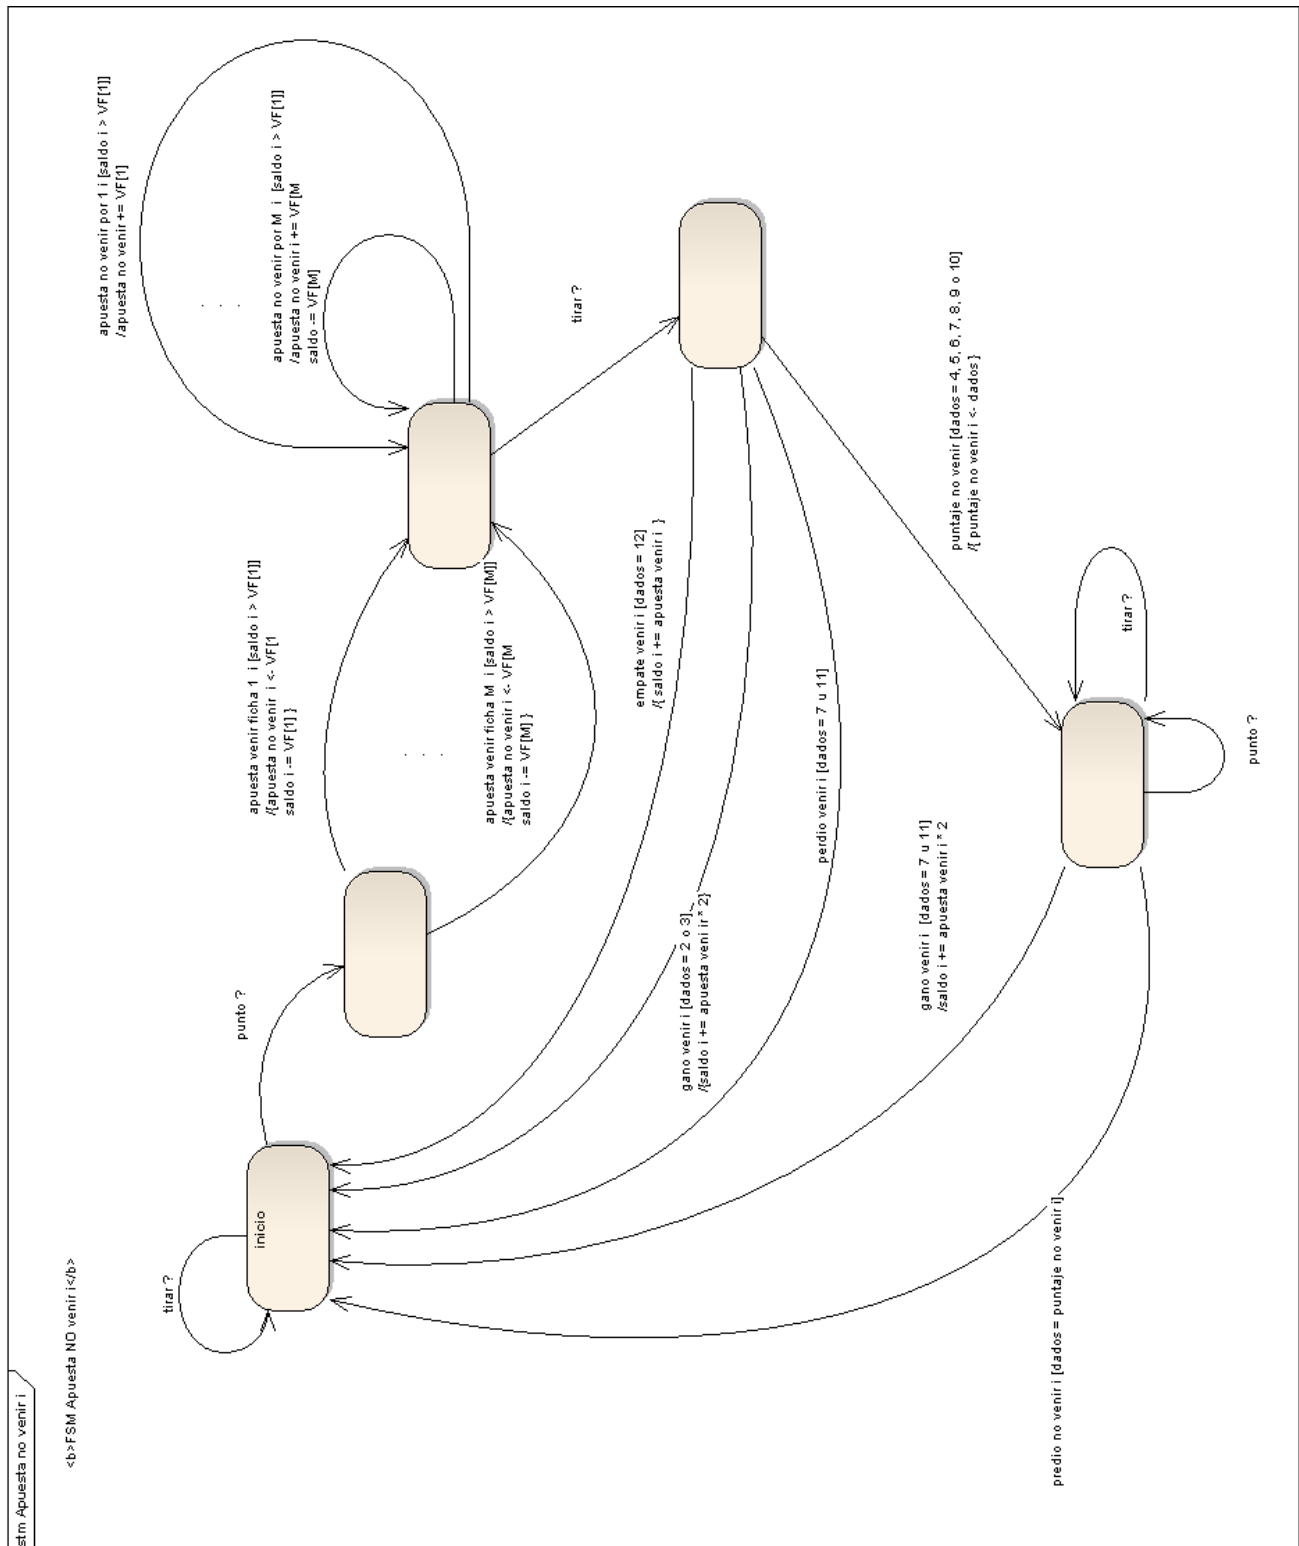 stm Apuesta no venir i
<b>FSM Apuesta NO venir i</b>
tirar ?
inicio
punto ?
apuesta venir ficha 1 i [saldo i > VF[1]]
/{apuesta no venir i <- VF[1
saldo i -= VF[1] }
. . .
apuesta venir ficha M i [saldo i > VF[M]]
/{apuesta no venir i <- VF[M
saldo i -= VF[M] }
apuesta no venir por 1 i [saldo i > VF[1]]
/apuesta no venir += VF[1]
. . .
apuesta no venir por M i [saldo i > VF[1]]
/apuesta no venir i += VF[M
saldo -= VF[M]
tirar ?
empate venir i [dados = 12]
/{ saldo i += apuesta venir i }
gano venir i [dados = 2 o 3]
/{saldo i += apuesta veni ir * 2}
perdio venir i [dados = 7 u 11]
puntaje no venir [dados = 4, 5, 6, 7, 8, 9 o 10]
/{ puntaje no venir i <- dados }
gano venir i [dados = 7 u 11]
/saldo i += apuesta venir i * 2
predio no venir i [dados = puntaje no venir i]
tirar ?
punto ?